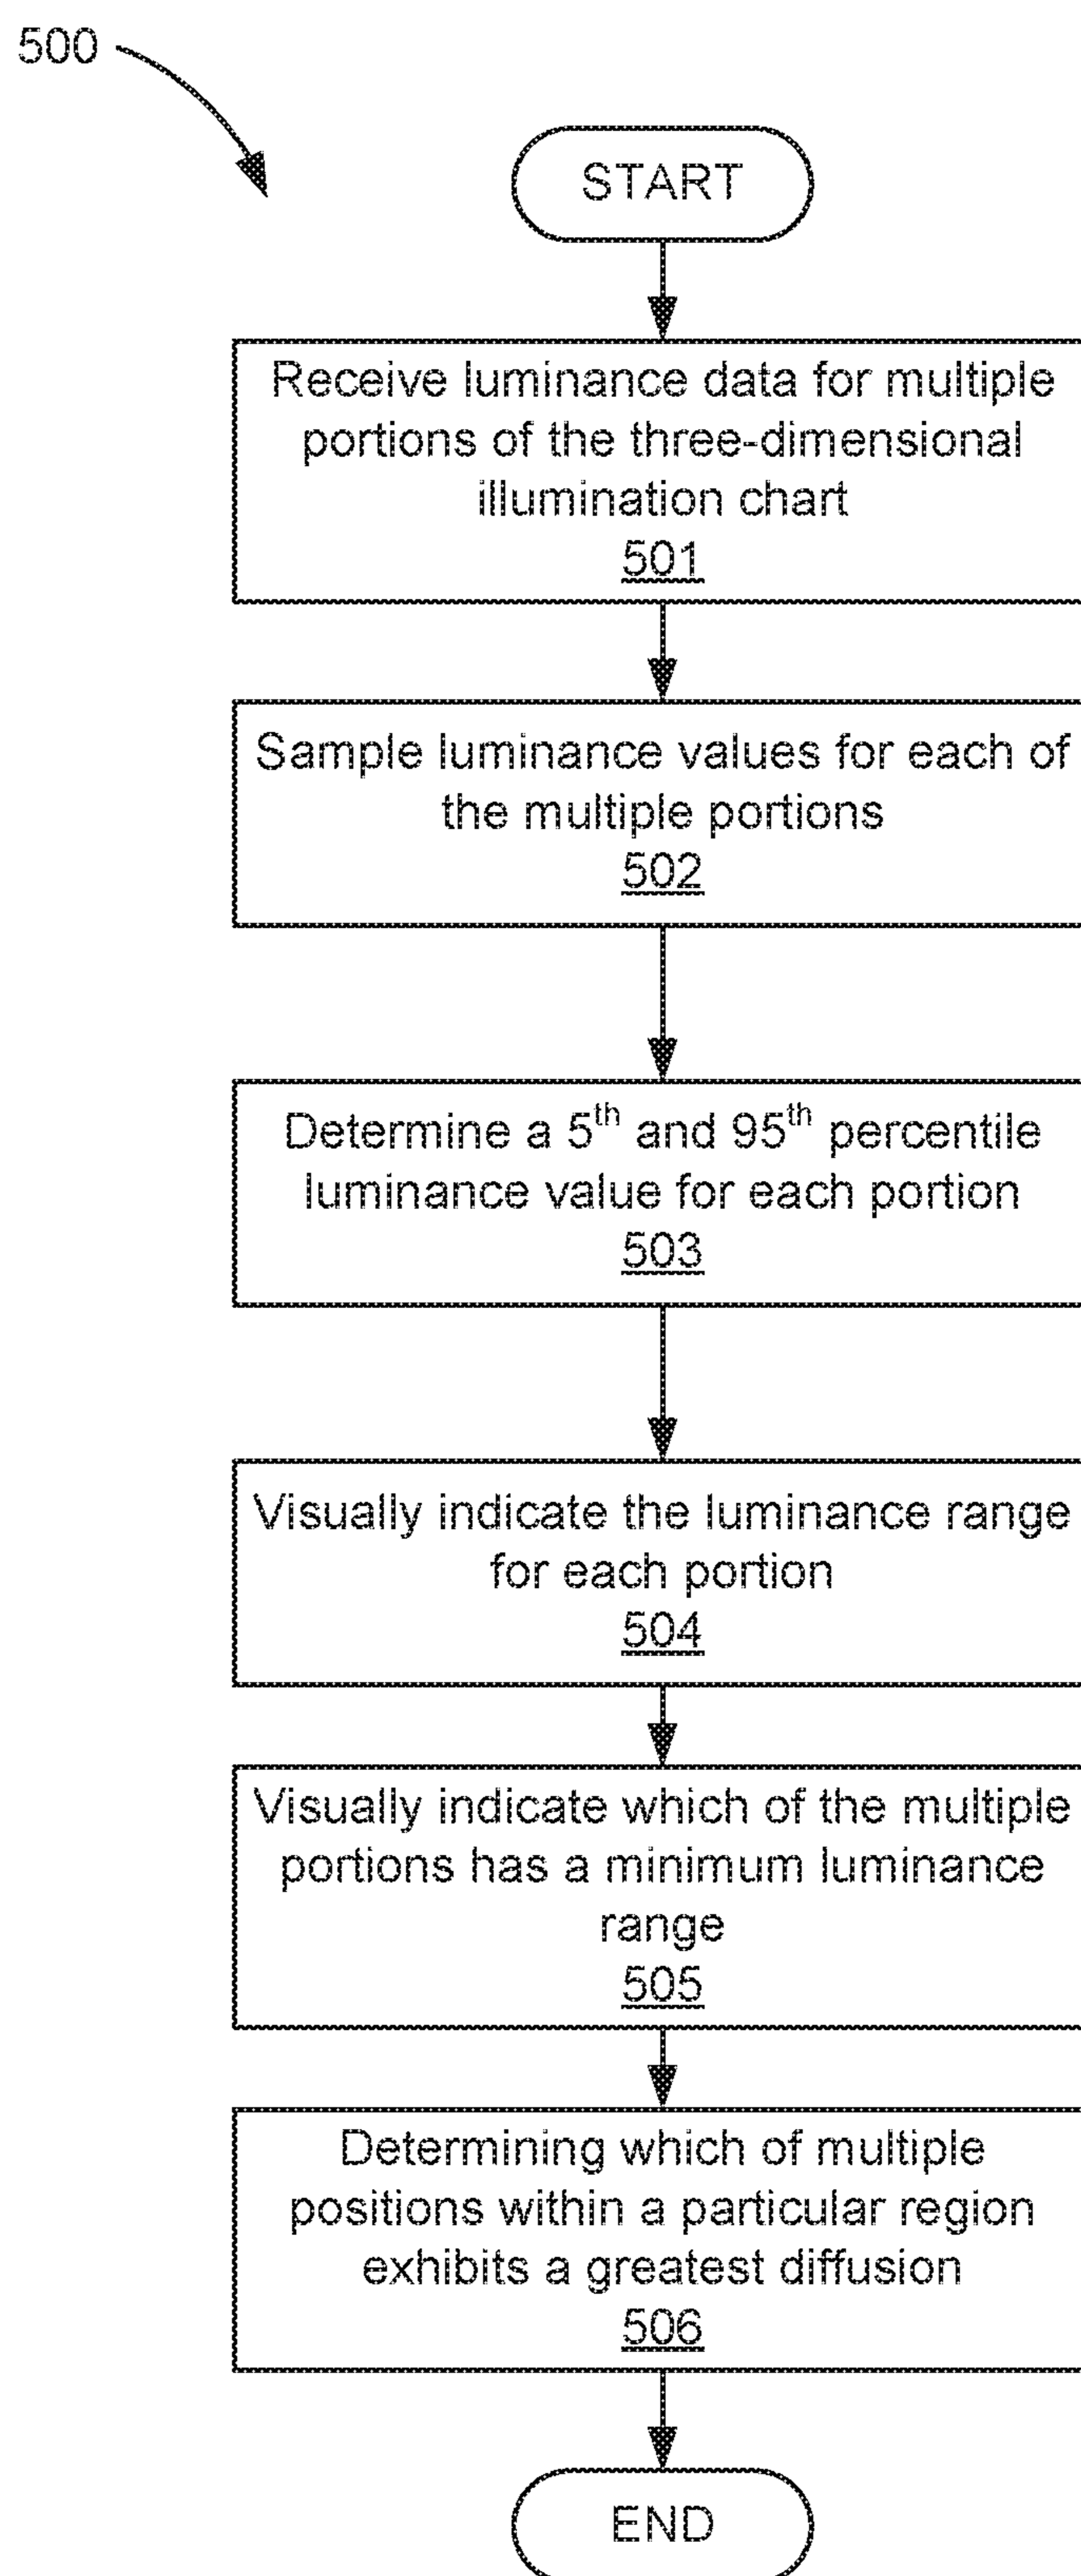 500
START
Receive luminance data for multiple
portions of the three-dimensional
illumination chart
501
Sample luminance values for each of
the multiple portions
502
Determine a 5th and 95th percentile
luminance value for each portion
503
Visually indicate the luminance range
for each portion
504
Visually indicate which of the multiple
portions has a minimum luminance
range
505
Determining which of multiple
positions within a particular region
exhibits a greatest diffusion
506
END